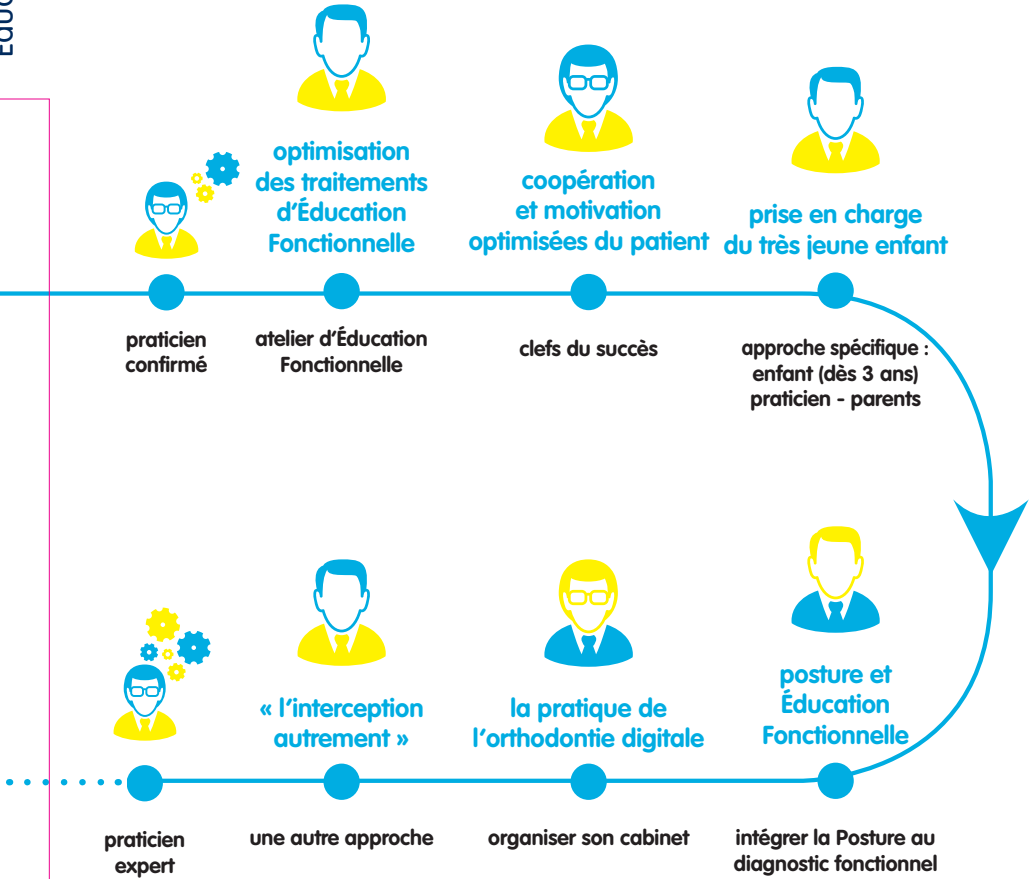 optimisation
des traitements
d'Éducation
Fonctionnelle
coopération
et motivation
optimisées du patient
prise en charge
du très jeune enfant
praticien
confirmé
atelier d'Éducation
Fonctionnelle
clefs du succès
approche spécifique :
enfant (dès 3 ans)
praticien - parents
« l'interception
autrement »
la pratique de
l'orthodontie digitale
posture et
Éducation
Fonctionnelle
praticien
expert
une autre approche
organiser son cabinet
intégrer la Posture au
diagnostic fonctionnel